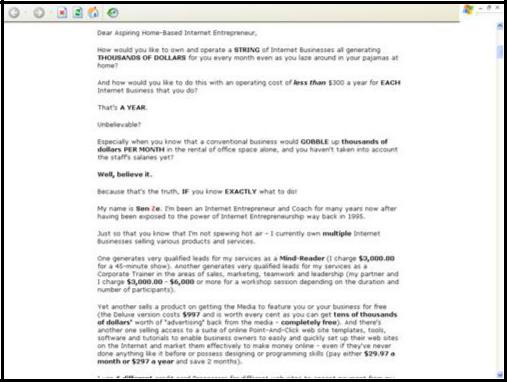 Dear Aspiring Home-Based Internet Entrepreneur,
How would you like to own and operate a STRING of Internet Businesses all generating
THOUSANDS OF DOLLARS for you every month even as you laze around in your pajamas at
home?
And how would you like to do this with an operating cost of less than $300 a year for EACH
Internet Business that you do?
That's A YEAR.
Unbelievable?
Especially when you know that a conventional business would GOBBLE up thousands of
dollars PER MONTH in the rental of office space alone, and you haven't taken into account
the staff's salaries yet?
Well, believe it.
Because that's the truth, IF you know EXACTLY what to do!
My name is Sen Ze. I'm been an Internet Entrepreneur and Coach for many years now after
having been exposed to the power of Internet Entrepreneurship way back in 1995.
Just so that you know that I'm not spewing hot air - I currently own multiple Internet
Businesses selling various products and services.
One generates very qualified leads for my services as a Mind-Reader (I charge $3,000.00
for a 45-minute show). Another generates very qualified leads for my services as a
Corporate Trainer in the areas of sales, marketing, teamwork and leadership (my partner and
I charge $3,000.00 - $6,000 or more for a workshop session depending on the duration and
number of participants).
Yet another sells a product on getting the Media to feature you or your business for free
(the Deluxe version costs $997 and is worth every cent as you can get tens of thousands
of dollars' worth of "advertising" back from the media - completely free). And there's
another one selling access to a suite of online Point-And-Click web site templates, tools,
software and tutorials to enable business owners to easily and quickly set up their web sites
on the Internet and market them effectively to make money online - even if they've never
done anything like it before or possess designing or programming skills (pay either $29.97 a
month or $297 a year and save 2 months).